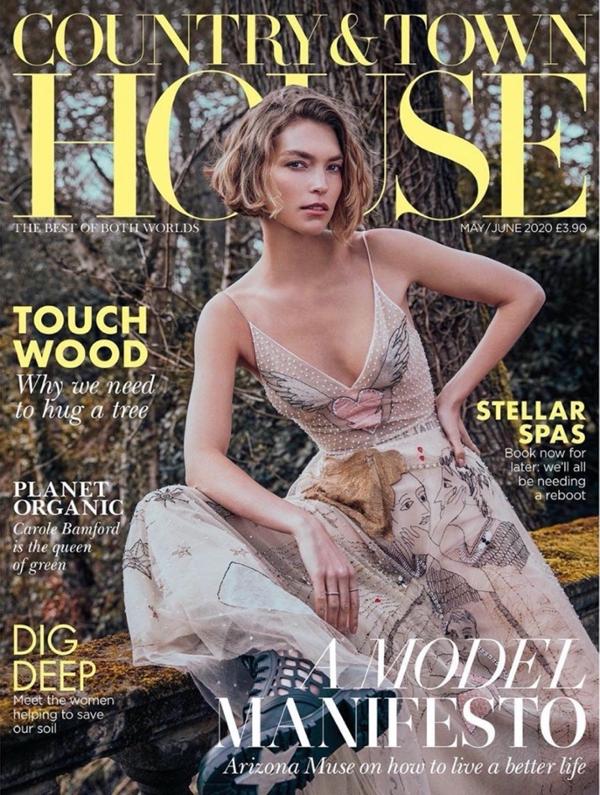 COUNTRY & TOWN
HOUSE
THE BEST OF BOTH WORLDS
MAY/JUNE 2020 £3.90
TOUCH
WOOD
Why we need
to hug a tree
STELLAR
SPAS
Book now for
later: we'll all
be needing
a reboot
PLANET
ORGANIC
Carole Bamford
is the queen
of green
DIG
DEEP
Meet the women
helping to save
our soil
A MODEL
MANIFESTO
Arizona Muse on how to live a better life